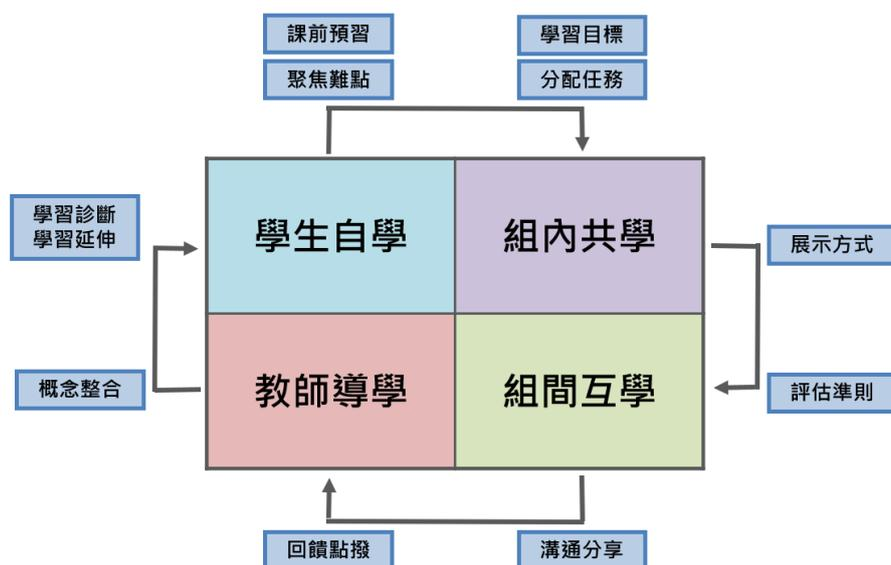 課前預習
學習目標
聚焦難點
分配任務
學習診斷
學習延伸
學生自學
組內共學
展示方式
概念整合
教師導學
組間互學
評估準則
回饋點撥
溝通分享